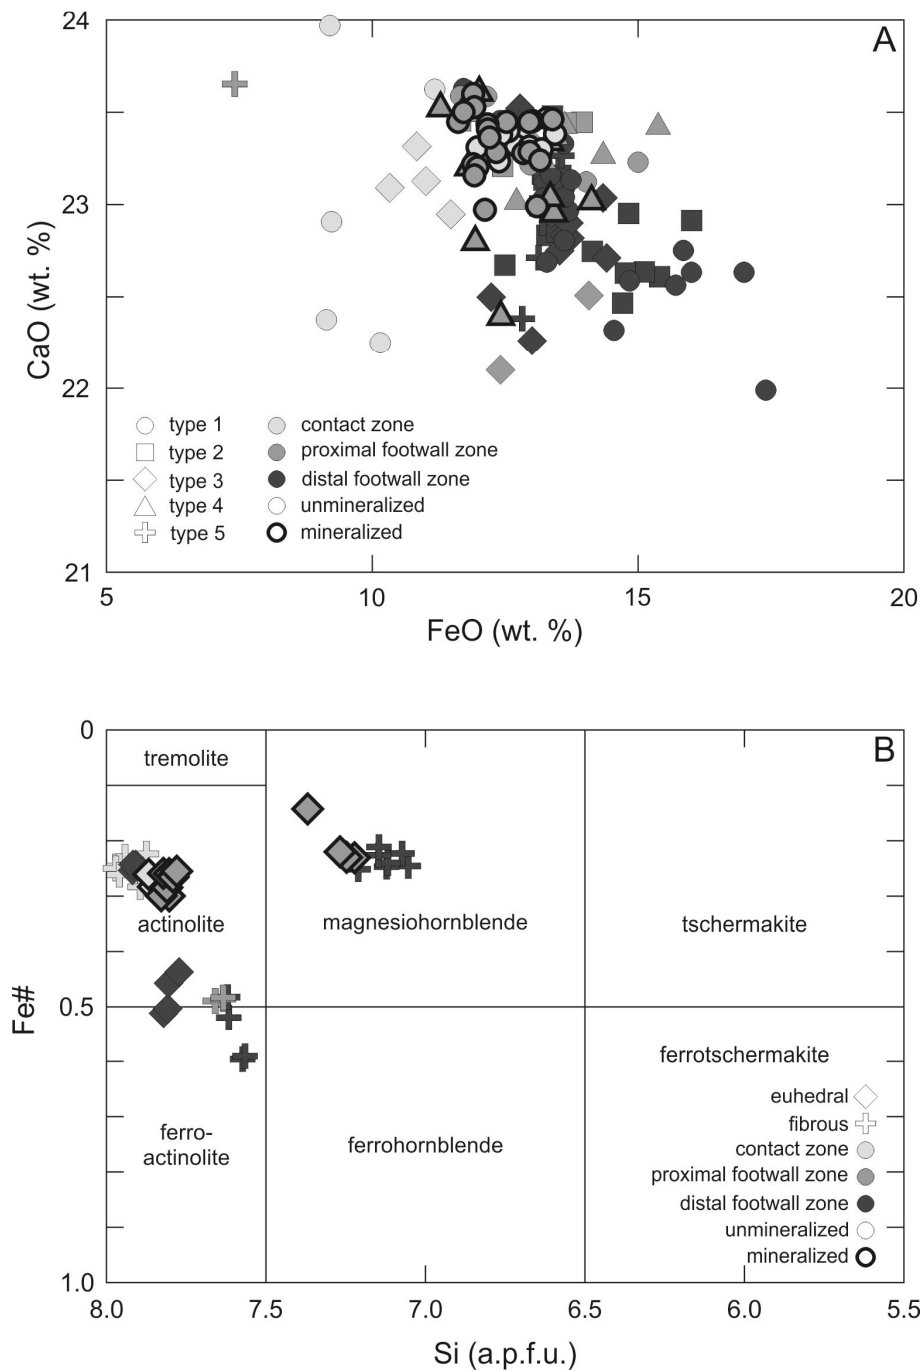 A
24
23
22
21
CaO (wt. %)
type 1
type 2
type 3
type 4
type 5
contact zone
proximal footwall zone
distal footwall zone
unmineralized
mineralized
5
10
15
20
FeO (wt. %)
B
0
0.5
1.0
Fe#
tremolite
actinolite
magnesiohornblende
tschermakite
ferro-
actinolite
ferrohornblende
ferrotschermakite
euhedral
fibrous
contact zone
proximal footwall zone
distal footwall zone
unmineralized
mineralized
8.0
7.5
7.0
6.5
6.0
5.5
Si (a.p.f.u.)